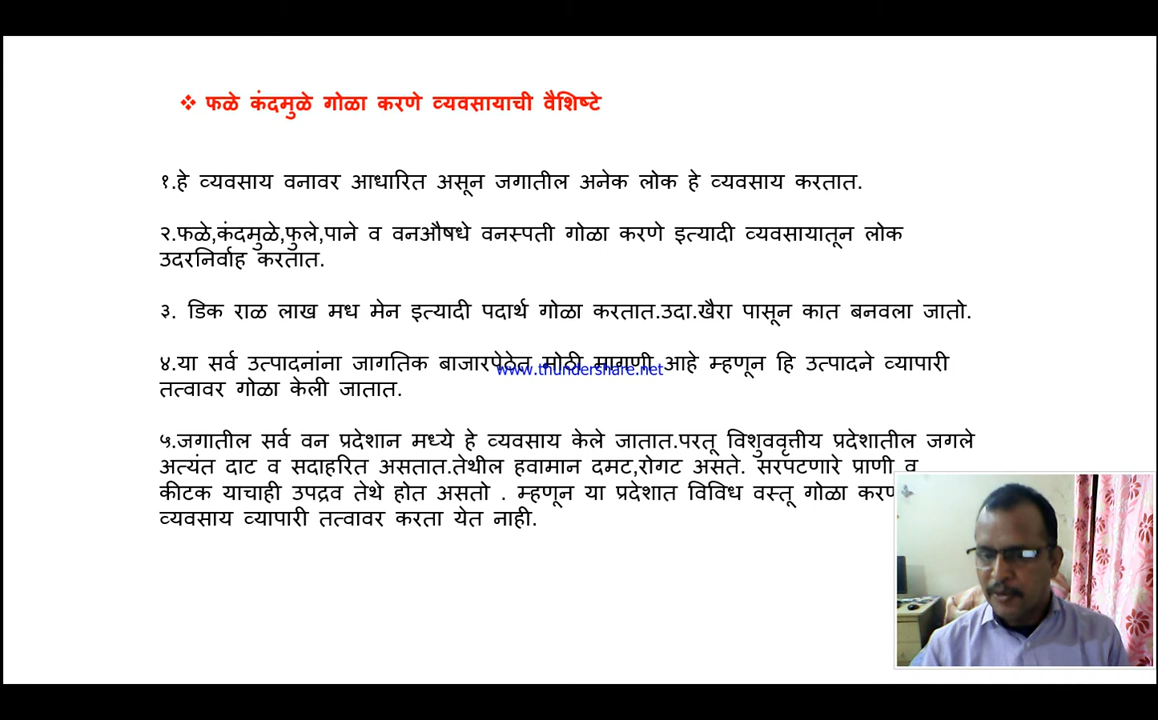 ❖ फळे कंदमुळे गोळा करणे व्यवसायाची वैशिष्टे
१.हे व्यवसाय वनावर आधारित असून जगातील अनेक लोक हे व्यवसाय करतात.
२.फळे,कंदमुळे,फुले,पाने व वनऔषधे वनस्पती गोळा करणे इत्यादी व्यवसायातून लोक
उदरनिर्वाह करतात.
३. डिक राळ लाख मध मेन इत्यादी पदार्थ गोळा करतात.उदा.खैरा पासून कात बनवला जातो.
४.या सर्व उत्पादनांना जागतिक बाजारपेठेत मोठी मागणी आहे म्हणून हि उत्पादने व्यापारी
www.thundershare.net
तत्वावर गोळा केली जातात.
५.जगातील सर्व वन प्रदेशान मध्ये हे व्यवसाय केले जातात.परतू विशुववृत्तीय प्रदेशातील जगले
अत्यंत दाट व सदाहरित असतात.तेथील हवामान दमट,रोगट असते. सरपटणारे प्राणी व
कीटक याचाही उपद्रव तेथे होत असतो . म्हणून या प्रदेशात विविध वस्तू गोळा
व्यवसाय व्यापारी तत्वावर करता येत नाही.